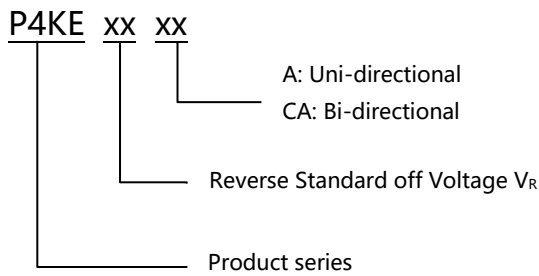 P4KE xx xx
A: Uni-directional
CA: Bi-directional
Reverse Standard off Voltage VR
Product series